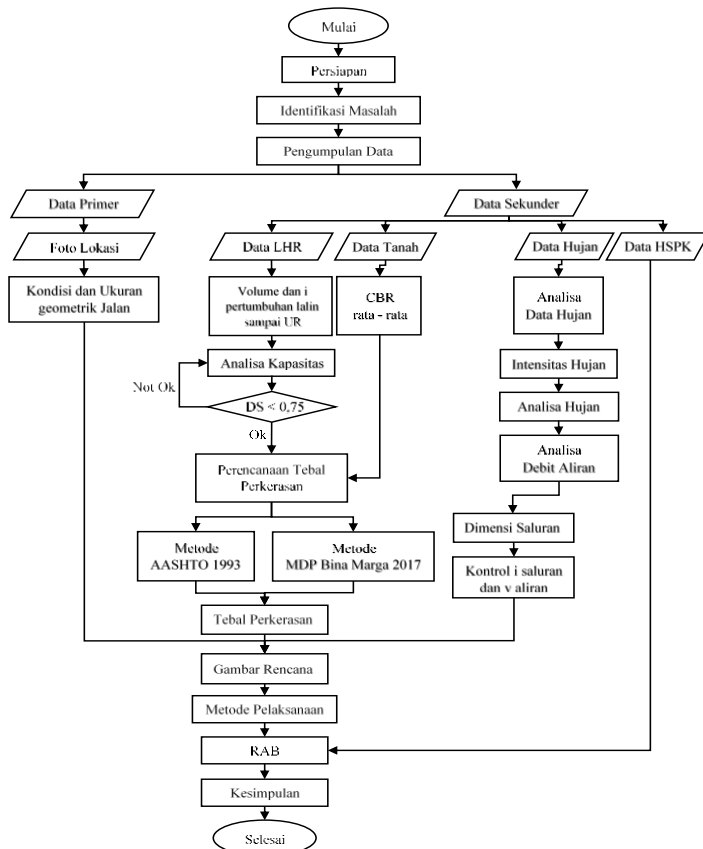 Mulai
Persiapan
Identifikasi Masalah
Pengumpulan Data
Data Primer
Data Sekunder
Foto Lokasi
Data LHR
Data Tanah
Data Hujan
Data HSPK
Kondisi dan Ukuran
geometrik Jalan
Volume dan i
pertumbuhan lalin
sampai UR
CBR
rata - rata
Analisa
Data Hujan
Analisa Kapasitas
Intensitas Hujan
Not Ok
DS < 0,75
Analisa Hujan
Ok
Analisa
Debit Aliran
Perencanaan Tebal
Perkerasan
Dimensi Saluran
Metode
AASHTO 1993
Metode
MDP Bina Marga 2017
Kontrol i saluran
dan v aliran
Tebal Perkerasan
Gambar Rencana
Metode Pelaksanaan
RAB
Kesimpulan
Selesai